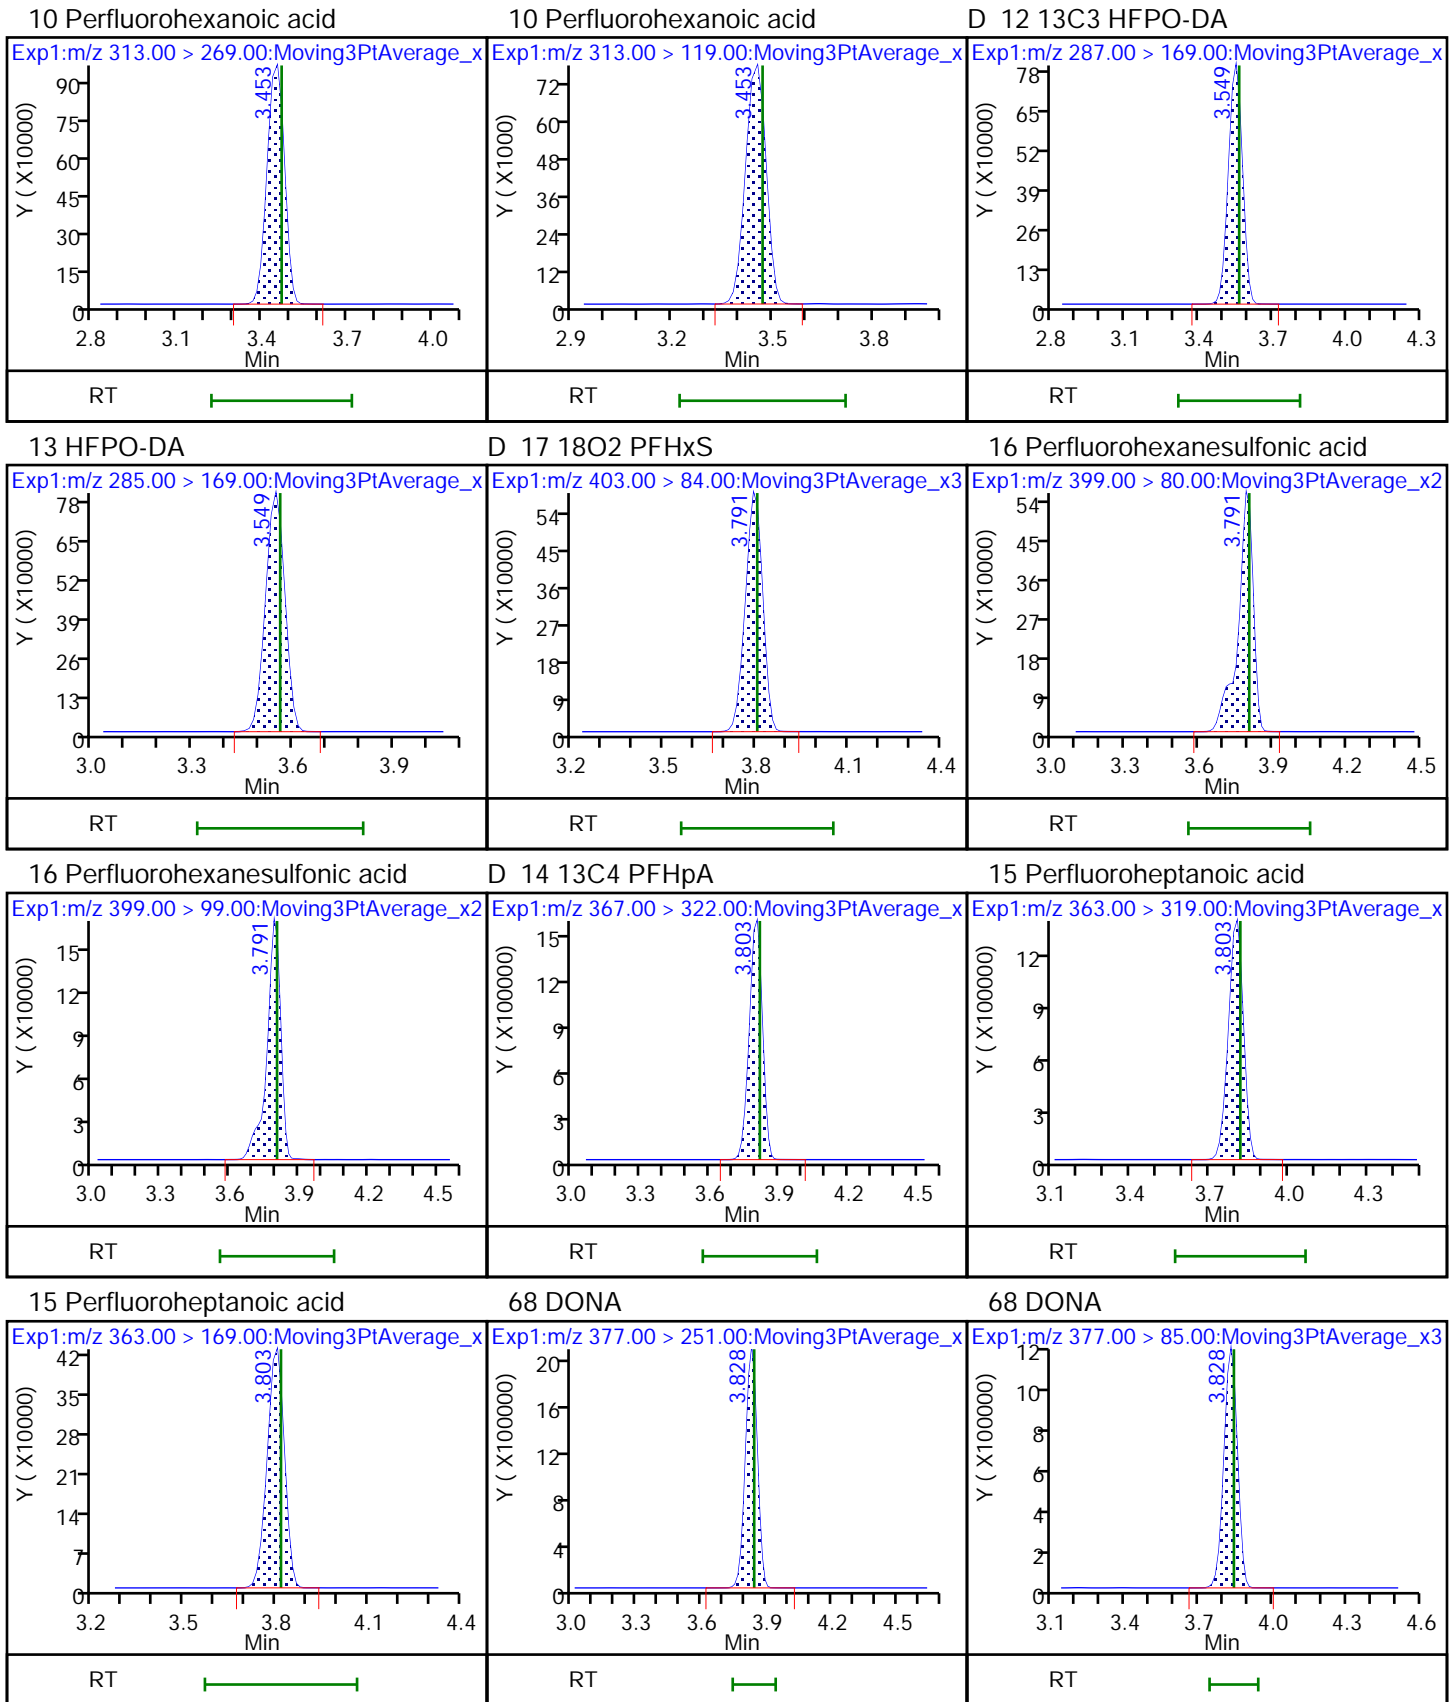 10 Perfluorohexanoic acid
Exp1:m/z 313.00 > 269.00:Moving3PtAverage_x
3.453
Y ( X10000)
90
75
60
45
30
15
0
2.8 3.1 3.4 3.7 4.0
Min
RT
10 Perfluorohexanoic acid
Exp1:m/z 313.00 > 119.00:Moving3PtAverage_x
3.453
Y ( X1000)
72
60
48
36
24
12
0
2.9 3.2 3.5 3.8
Min
RT
D 12 13C3 HFPO-DA
Exp1:m/z 287.00 > 169.00:Moving3PtAverage_x
3.549
Y ( X10000)
78
65
52
39
26
13
0
2.8 3.1 3.4 3.7 4.0 4.3
Min
RT
13 HFPO-DA
Exp1:m/z 285.00 > 169.00:Moving3PtAverage_x
3.549
Y ( X10000)
78
65
52
39
26
13
0
3.0 3.3 3.6 3.9
Min
RT
D 17 18O2 PFHxS
Exp1:m/z 403.00 > 84.00:Moving3PtAverage_x3
3.791
Y ( X10000)
54
45
36
27
18
9
0
3.2 3.5 3.8 4.1 4.4
Min
RT
16 Perfluorohexanesulfonic acid
Exp1:m/z 399.00 > 80.00:Moving3PtAverage_x2
3.791
Y ( X10000)
54
45
36
27
18
9
0
3.0 3.3 3.6 3.9 4.2 4.5
Min
RT
16 Perfluorohexanesulfonic acid
Exp1:m/z 399.00 > 99.00:Moving3PtAverage_x2
3.791
Y ( X10000)
15
12
9
6
3
0
3.0 3.3 3.6 3.9 4.2 4.5
Min
RT
D 14 13C4 PFHpA
Exp1:m/z 367.00 > 322.00:Moving3PtAverage_x
3.803
Y ( X100000)
15
12
9
6
3
0
3.0 3.3 3.6 3.9 4.2 4.5
Min
RT
15 Perfluoroheptanoic acid
Exp1:m/z 363.00 > 319.00:Moving3PtAverage_x
3.803
Y ( X100000)
12
9
6
3
0
3.1 3.4 3.7 4.0 4.3
Min
RT
15 Perfluoroheptanoic acid
Exp1:m/z 363.00 > 169.00:Moving3PtAverage_x
3.803
Y ( X10000)
42
35
28
21
14
7
0
3.2 3.5 3.8 4.1 4.4
Min
RT
68 DONA
Exp1:m/z 377.00 > 251.00:Moving3PtAverage_x
3.828
Y ( X100000)
20
16
12
8
4
0
3.0 3.3 3.6 3.9 4.2 4.5
Min
RT
68 DONA
Exp1:m/z 377.00 > 85.00:Moving3PtAverage_x3
3.828
Y ( X100000)
12
10
8
6
4
2
0
3.1 3.4 3.7 4.0 4.3 4.6
Min
RT